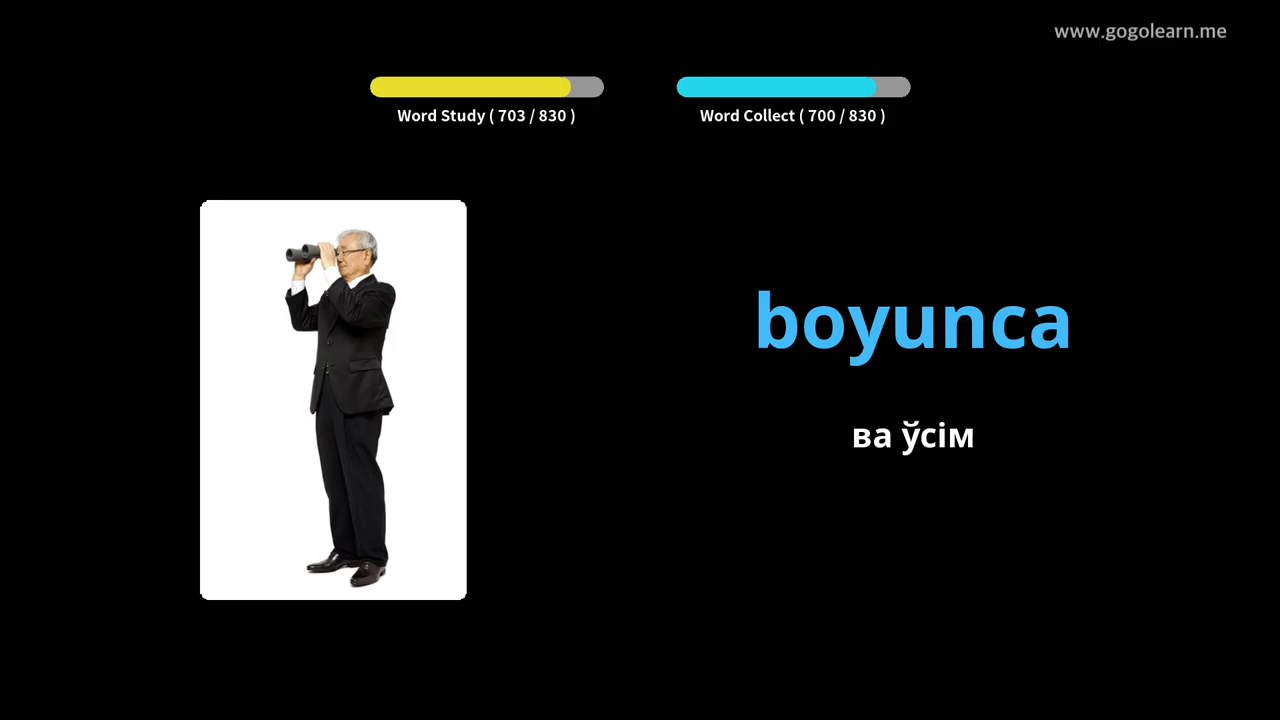 www.gogolearn.me
Word Study ( 703 / 830 )
Word Collect ( 700 / 830 )
boyunca
ва ўсім